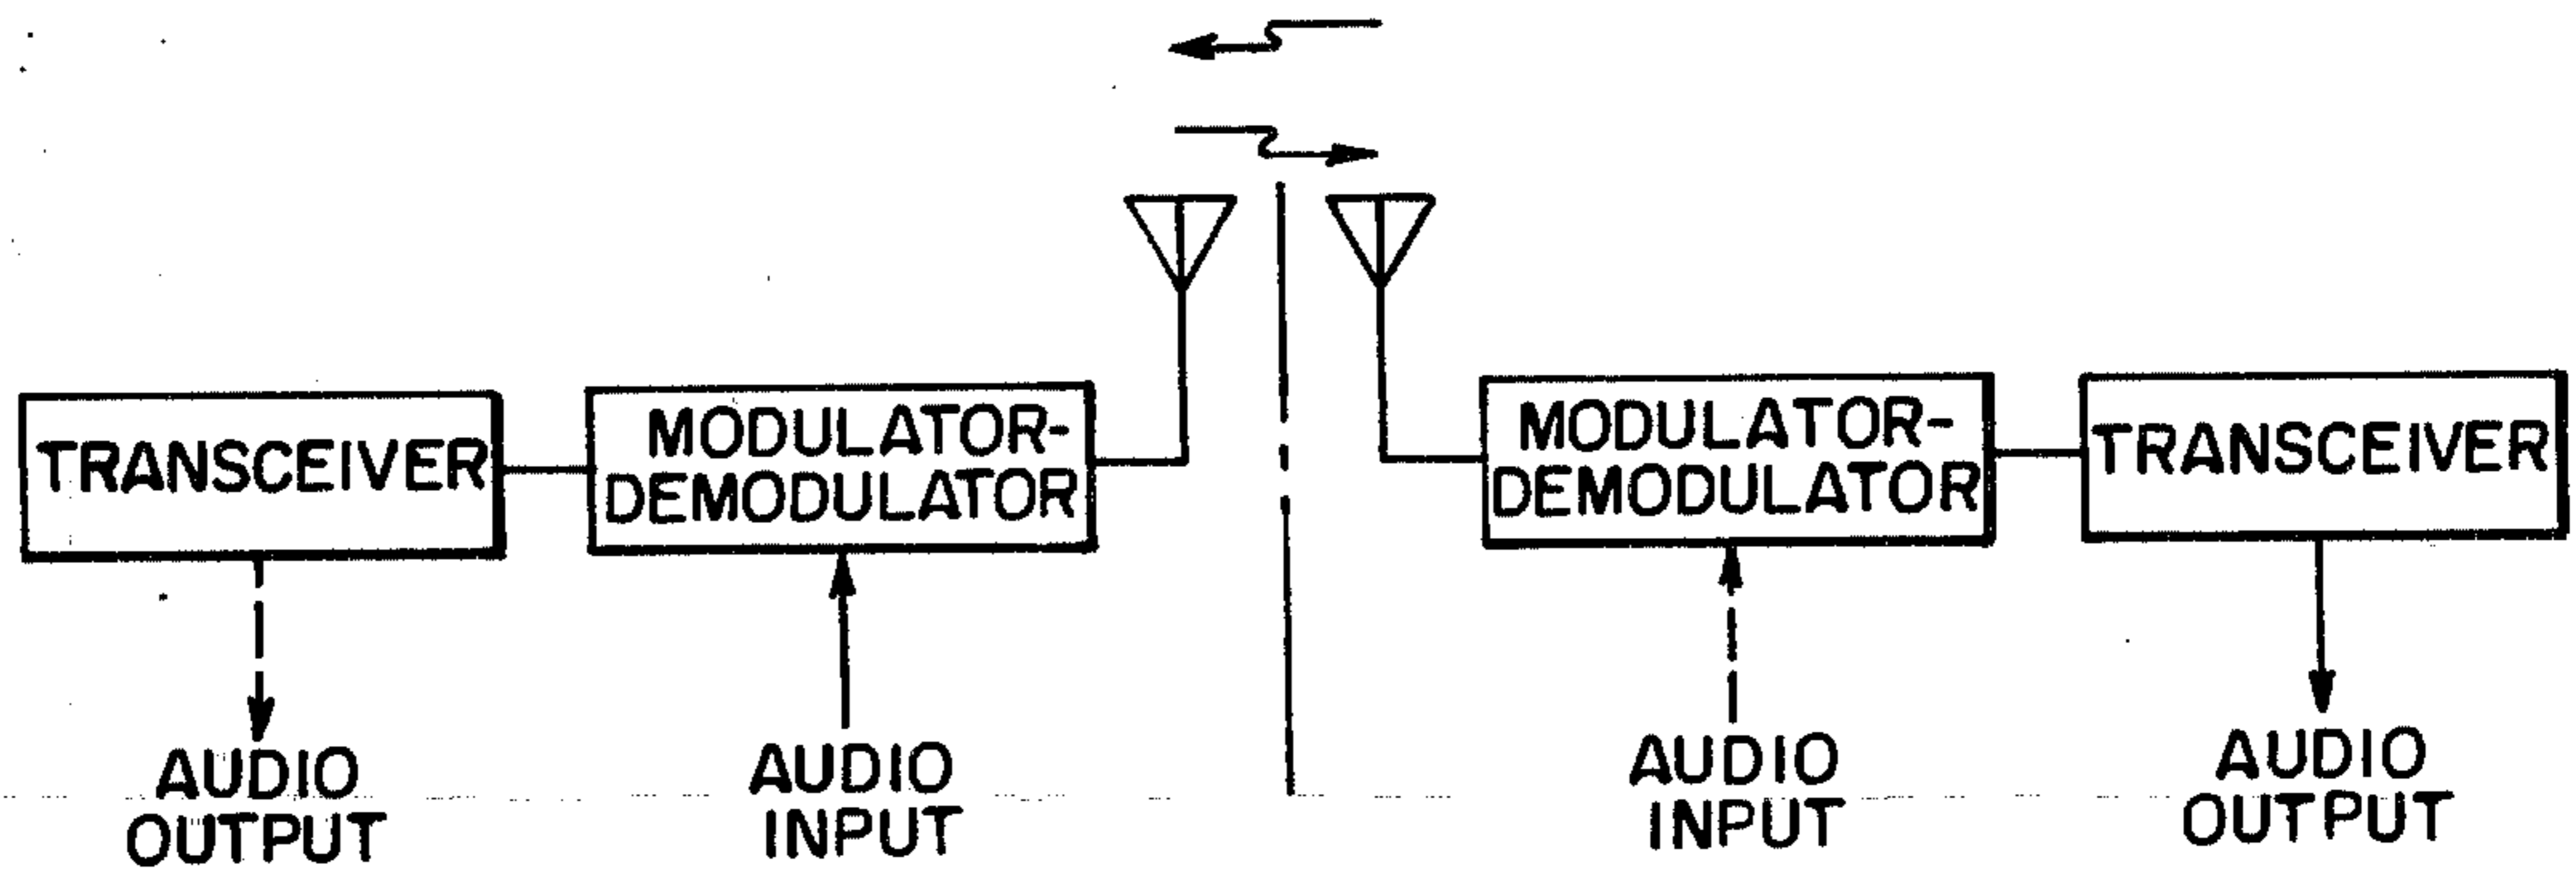 TRANSCEIVER
MODULATOR-
DEMODULATOR
MODULATOR-
DEMODULATOR
TRANSCEIVER
AUDIO
OUTPUT
AUDIO
INPUT
AUDIO
INPUT
AUDIO
OUTPUT